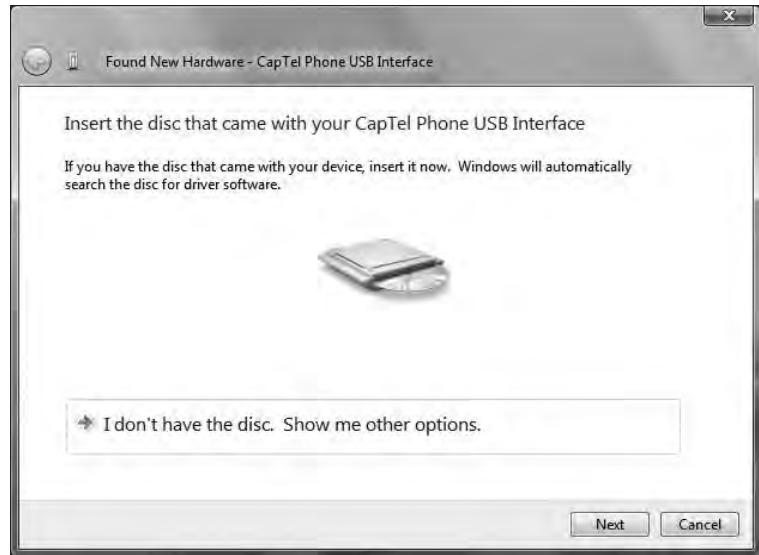 Found New Hardware - CapTel Phone USB Interface
Insert the disc that came with your CapTel Phone USB Interface
If you have the disc that came with your device, insert it now.  Windows will automatically
search the disc for driver software.
I don't have the disc.  Show me other options.
Next
Cancel